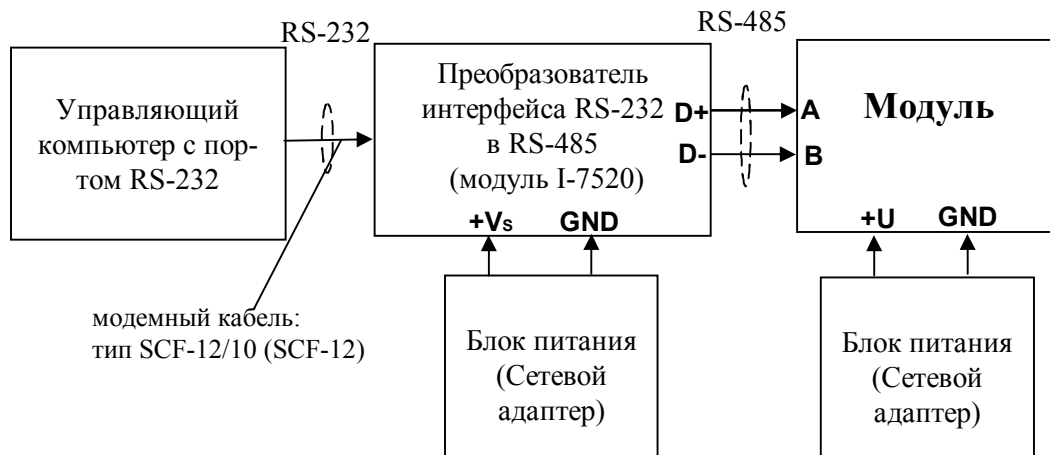 RS-232
RS-485
Управляющий
компьютер с пор-
том RS-232
Преобразователь
интерфейса RS-232
в RS-485
(модуль I-7520)
D+
D-
+Vs
GND
A
B
Модуль
+U
GND
модемный кабель:
тип SCF-12/10 (SCF-12)
Блок питания
(Сетевой
адаптер)
Блок питания
(Сетевой
адаптер)